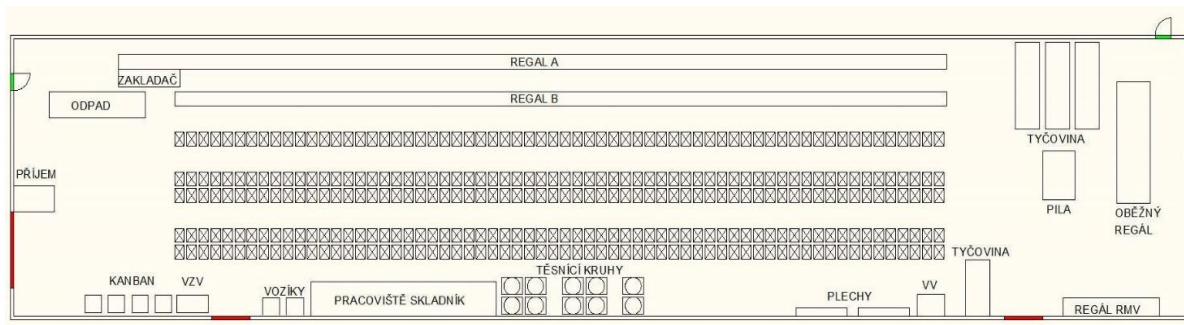 REGAL A
ZAKLADAČ
ODPAD
REGAL B
TYČOVINA
PŘÍJEM
PILA
OBĚŽNÝ
REGÁL
TYČOVINA
TĚSNÍCÍ KRUHY
KANBAN
VZV
VOZÍKY
PRACOVIŠTĚ SKLADNÍK
PLECHY
VV
REGÁL RMV